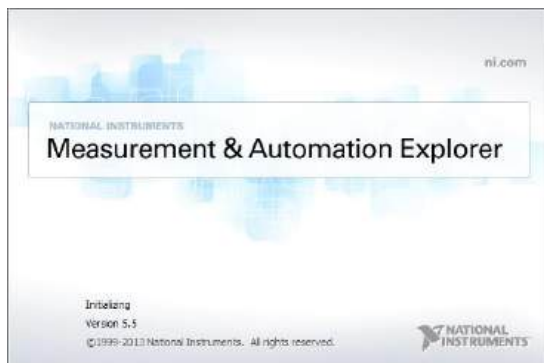 ni.com
NATIONAL INSTRUMENTS
Measurement & Automation Explorer
Initializing
Version 5.5
©1999-2013 National Instruments. All rights reserved.
NATIONAL
INSTRUMENTS